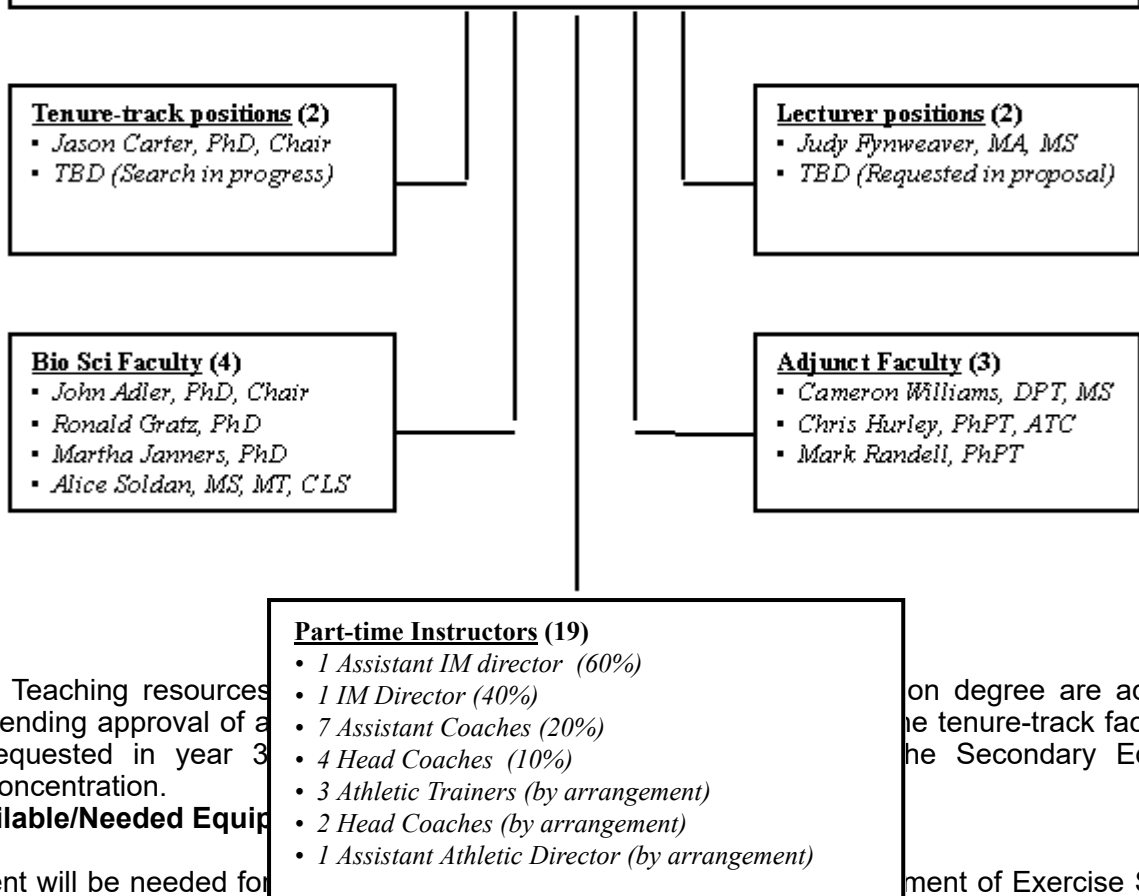 Tenure-track positions (2)
▪ Jason Carter, PhD, Chair
▪ TBD (Search in progress)
Lecturer positions (2)
▪ Judy Fynweaver, MA, MS
▪ TBD (Requested in proposal)
Bio Sci Faculty (4)
▪ John Adler, PhD, Chair
▪ Ronald Gratz, PhD
▪ Martha Janners, PhD
▪ Alice Soldan, MS, MT, CLS
Adjunct Faculty (3)
▪ Cameron Williams, DPT, MS
▪ Chris Hurley, PhPT, ATC
▪ Mark Randell, PhPT
Part-time Instructors (19)
• 1 Assistant IM director (60%)
• 1 IM Director (40%)
• 7 Assistant Coaches (20%)
• 4 Head Coaches (10%)
• 3 Athletic Trainers (by arrangement)
• 2 Head Coaches (by arrangement)
• 1 Assistant Athletic Director (by arrangement)
Teaching resources on degree are
ending approval of tenure-track
equested in year 3 Secondary
oncentration.
ilable/Needed
ent will be needed for ment of Exercise